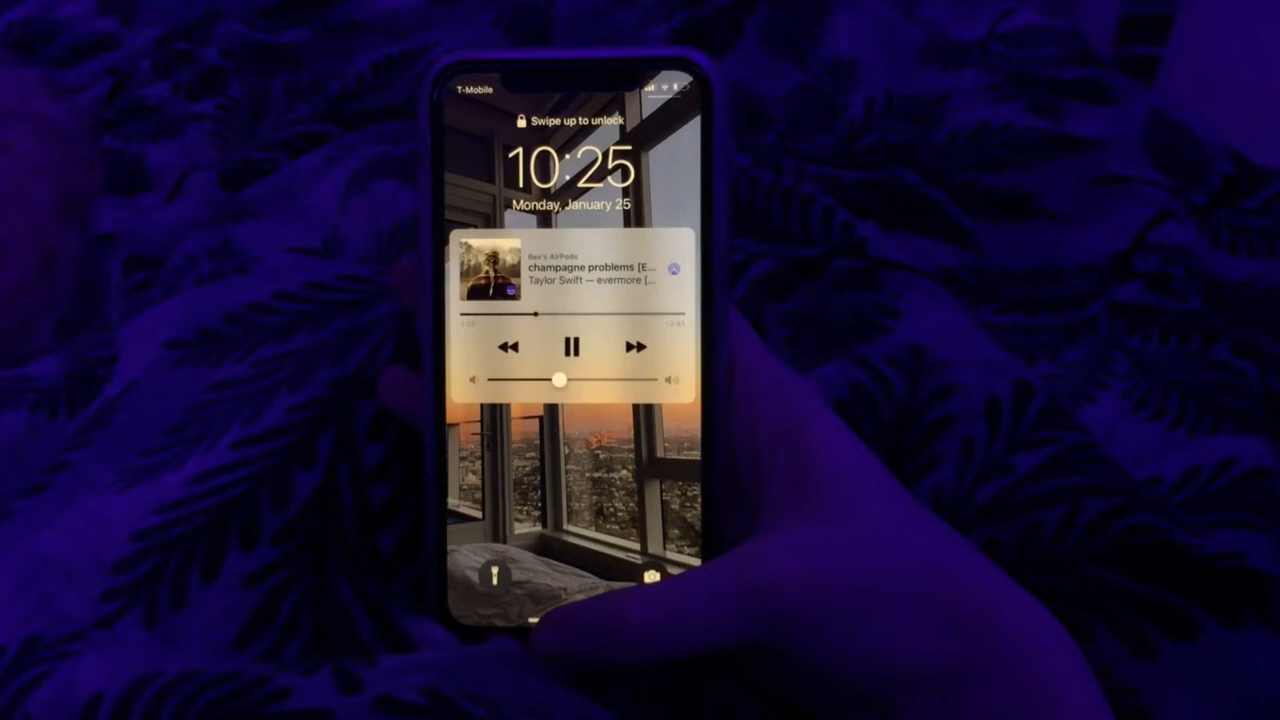 T-Mobile
Swipe up to unlock
10:25
Monday, January 25
Bex's AirPods
champagne problems [E...
Taylor Swift — evermore [...